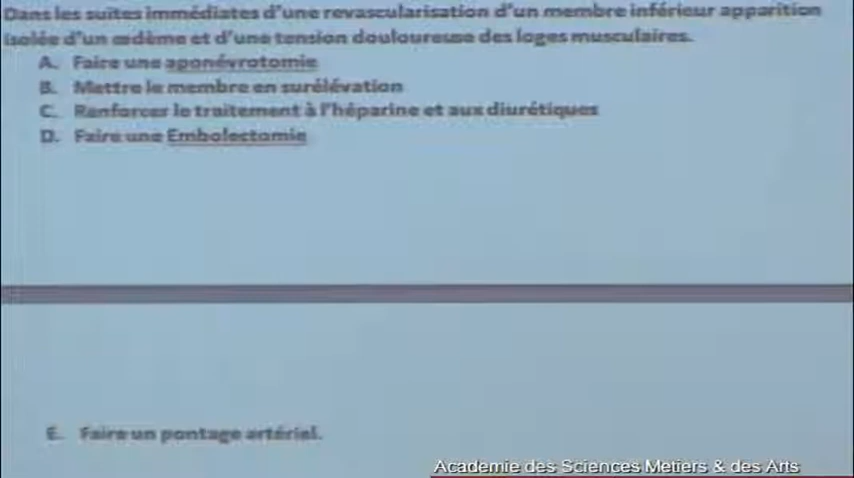 Dans les suites immédiates d'une revascularisation d'un membre inférieur apparition
isolée d'un œdème et d'une tension douloureuse des loges musculaires.
A. Faire une aponévrotomie
B. Mettre le membre en surélévation
C. Renforcer le traitement à l'héparine et aux diurétiques
D. Faire une Embolectomie
E. Faire un pontage artériel.
Academie des Sciences Metiers & des Arts